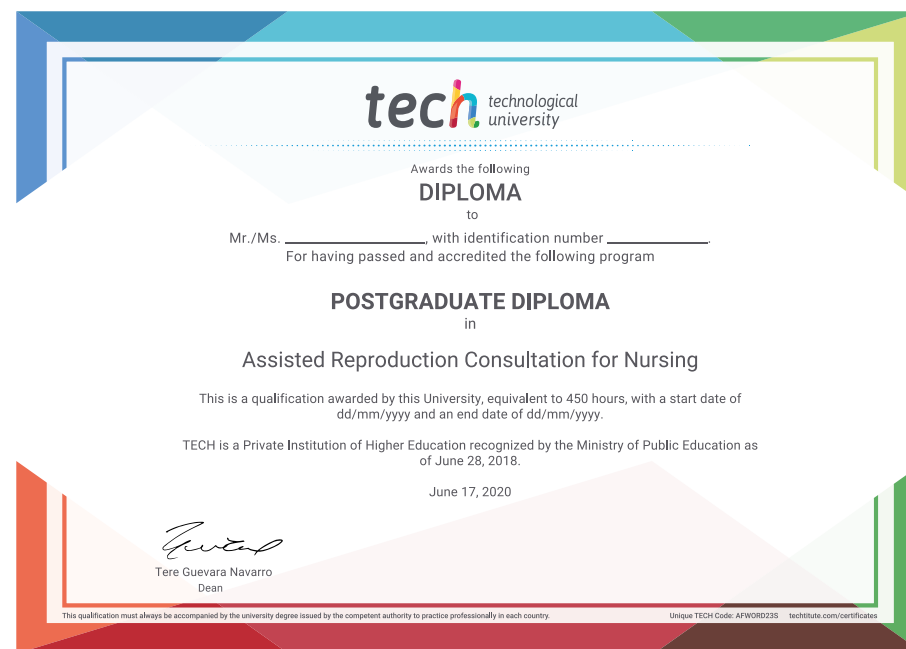 tech technological
university
Awards the following
DIPLOMA
to
Mr./Ms. ____________________, with identification number ______________.
For having passed and accredited the following program
POSTGRADUATE DIPLOMA
in
Assisted Reproduction Consultation for Nursing
This is a qualification awarded by this University, equivalent to 450 hours, with a start date of
dd/mm/yyyy and an end date of dd/mm/yyyy.
TECH is a Private Institution of Higher Education recognized by the Ministry of Public Education as
of June 28, 2018.
June 17, 2020
Tere Guevara Navarro
Dean
This qualification must always be accompanied by the university degree issued by the competent authority to practice professionally in each country. Unique TECH Code: AFWORD23S techtitute.com/certificates